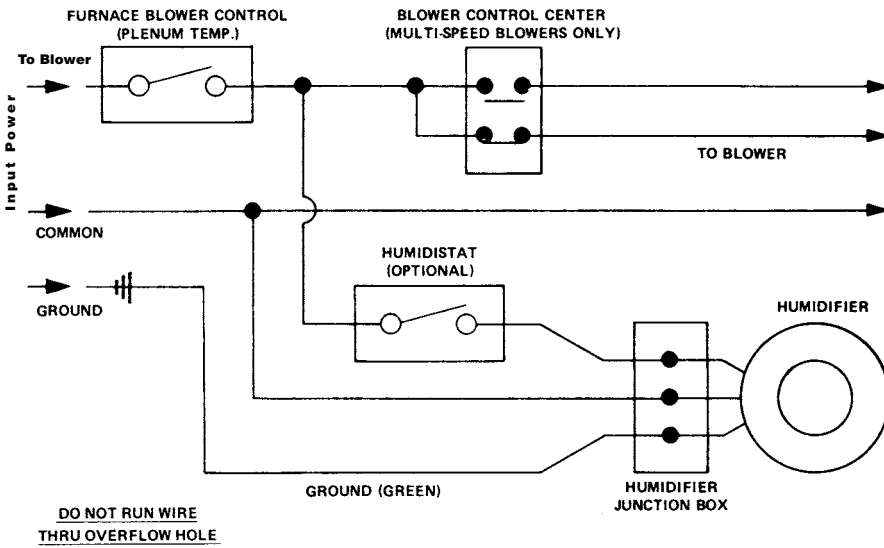 FURNACE BLOWER CONTROL
(PLENUM TEMP.)
BLOWER CONTROL CENTER
(MULTI-SPEED BLOWERS ONLY)
To Blower
Input Power
TO BLOWER
COMMON
HUMIDISTAT
(OPTIONAL)
GROUND
HUMIDIFIER
GROUND (GREEN)
HUMIDIFIER
JUNCTION BOX
DO NOT RUN WIRE
THRU OVERFLOW HOLE